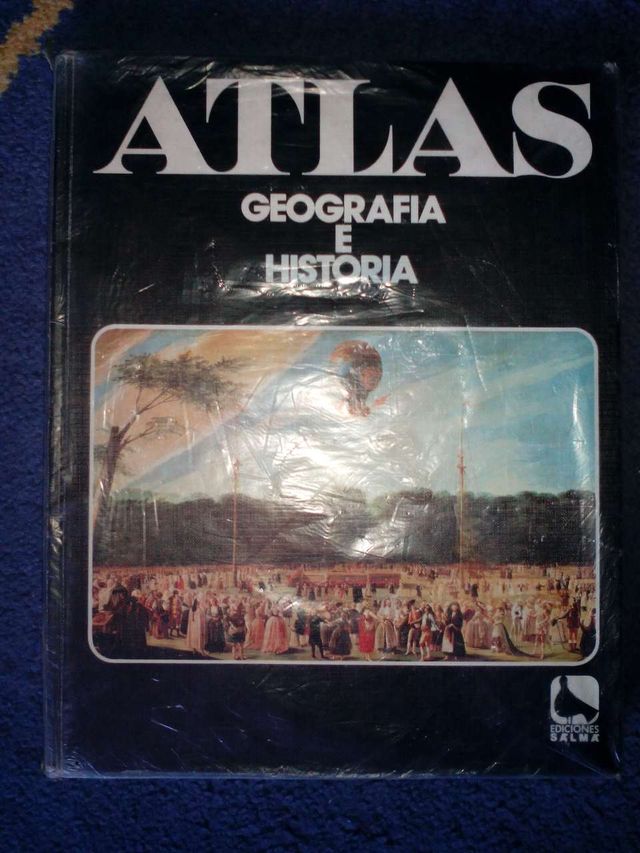 ATLAS
GEOGRAFIA
E
HISTORIA
EDICIONES
SALMA